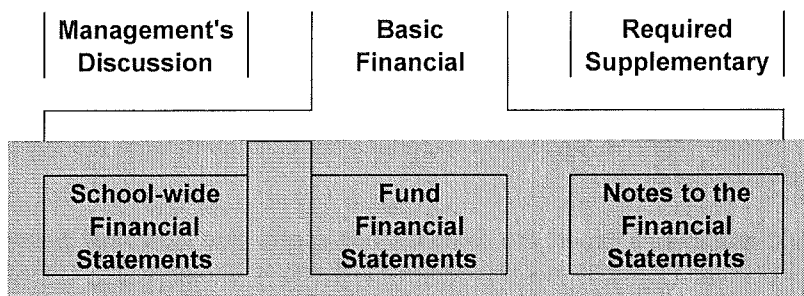 Management's
Discussion
Basic
Financial
Required
Supplementary
School-wide
Financial
Statements
Fund
Financial
Statements
Notes to the
Financial
Statements